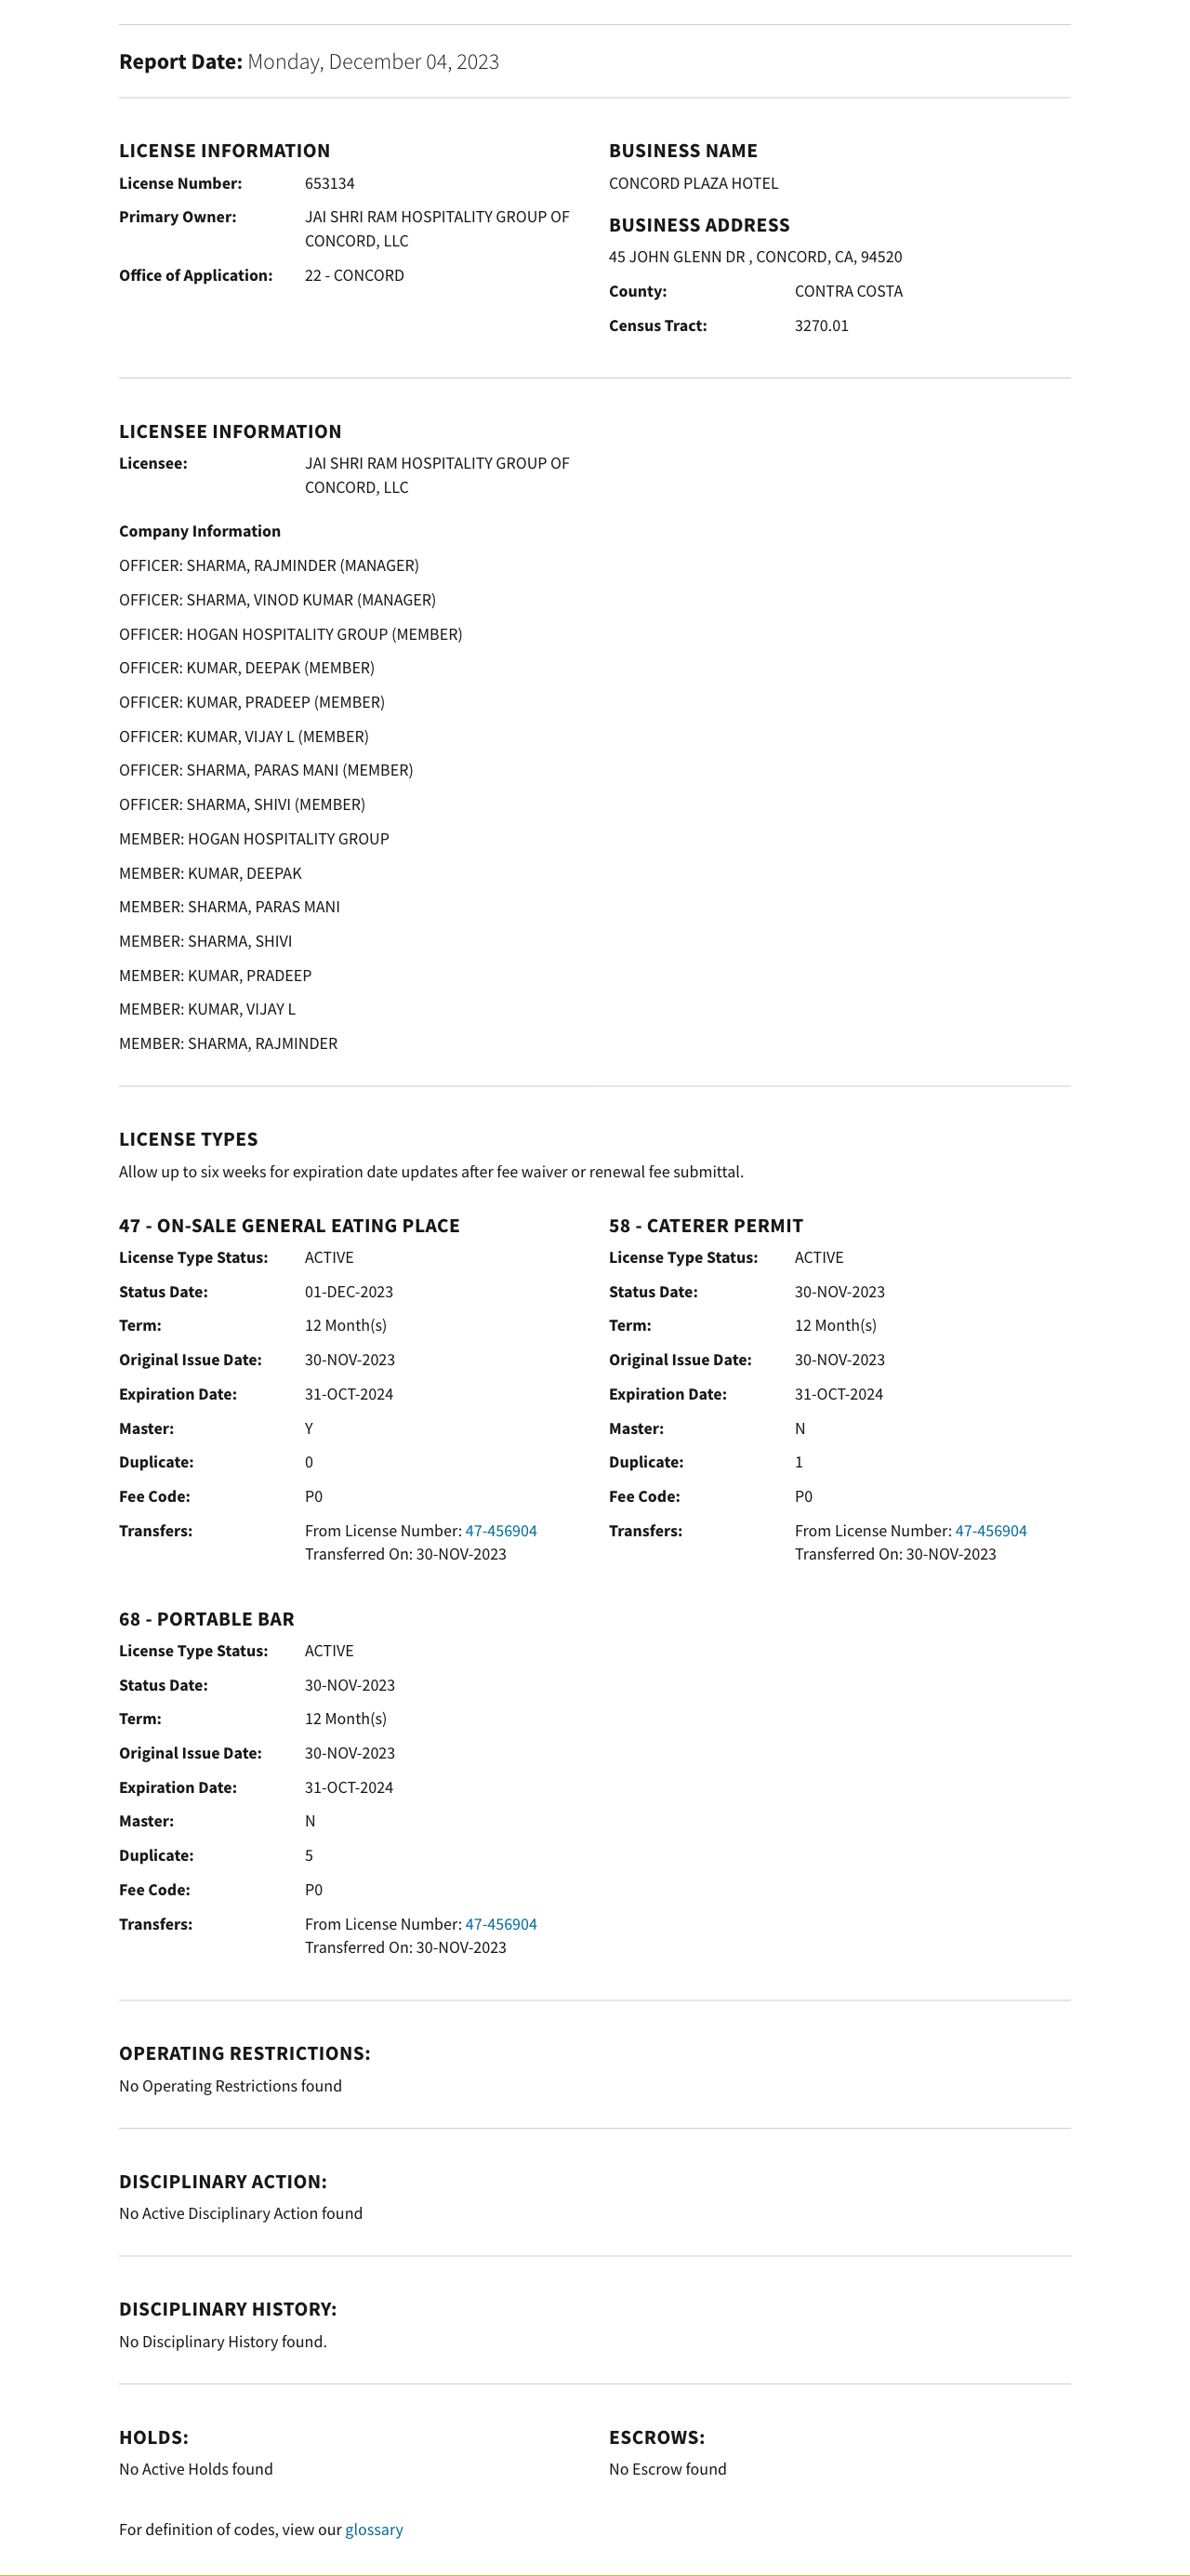 Report Date: Monday, December 04, 2023
LICENSE INFORMATION
License Number: 653134
Primary Owner: JAI SHRI RAM HOSPITALITY GROUP OF
CONCORD, LLC
Office of Application: 22 - CONCORD
BUSINESS NAME
CONCORD PLAZA HOTEL
BUSINESS ADDRESS
45 JOHN GLENN DR , CONCORD, CA, 94520
County: CONTRA COSTA
Census Tract: 3270.01
LICENSEE INFORMATION
Licensee: JAI SHRI RAM HOSPITALITY GROUP OF
CONCORD, LLC
Company Information
OFFICER: SHARMA, RAJMINDER (MANAGER)
OFFICER: SHARMA, VINOD KUMAR (MANAGER)
OFFICER: HOGAN HOSPITALITY GROUP (MEMBER)
OFFICER: KUMAR, DEEPAK (MEMBER)
OFFICER: KUMAR, PRADEEP (MEMBER)
OFFICER: KUMAR, VIJAY L (MEMBER)
OFFICER: SHARMA, PARAS MANI (MEMBER)
OFFICER: SHARMA, SHIVI (MEMBER)
MEMBER: HOGAN HOSPITALITY GROUP
MEMBER: KUMAR, DEEPAK
MEMBER: SHARMA, PARAS MANI
MEMBER: SHARMA, SHIVI
MEMBER: KUMAR, PRADEEP
MEMBER: KUMAR, VIJAY L
MEMBER: SHARMA, RAJMINDER
LICENSE TYPES
Allow up to six weeks for expiration date updates after fee waiver or renewal fee submittal.
47 - ON-SALE GENERAL EATING PLACE
License Type Status: ACTIVE
Status Date: 01-DEC-2023
Term: 12 Month(s)
Original Issue Date: 30-NOV-2023
Expiration Date: 31-OCT-2024
Master: Y
Duplicate: 0
Fee Code: P0
Transfers: From License Number: 47-456904
Transferred On: 30-NOV-2023
58 - CATERER PERMIT
License Type Status: ACTIVE
Status Date: 30-NOV-2023
Term: 12 Month(s)
Original Issue Date: 30-NOV-2023
Expiration Date: 31-OCT-2024
Master: N
Duplicate: 1
Fee Code: P0
Transfers: From License Number: 47-456904
Transferred On: 30-NOV-2023
68 - PORTABLE BAR
License Type Status: ACTIVE
Status Date: 30-NOV-2023
Term: 12 Month(s)
Original Issue Date: 30-NOV-2023
Expiration Date: 31-OCT-2024
Master: N
Duplicate: 5
Fee Code: P0
Transfers: From License Number: 47-456904
Transferred On: 30-NOV-2023
OPERATING RESTRICTIONS:
No Operating Restrictions found
DISCIPLINARY ACTION:
No Active Disciplinary Action found
DISCIPLINARY HISTORY:
No Disciplinary History found.
HOLDS:
No Active Holds found
ESCROWS:
No Escrow found
For definition of codes, view our glossary